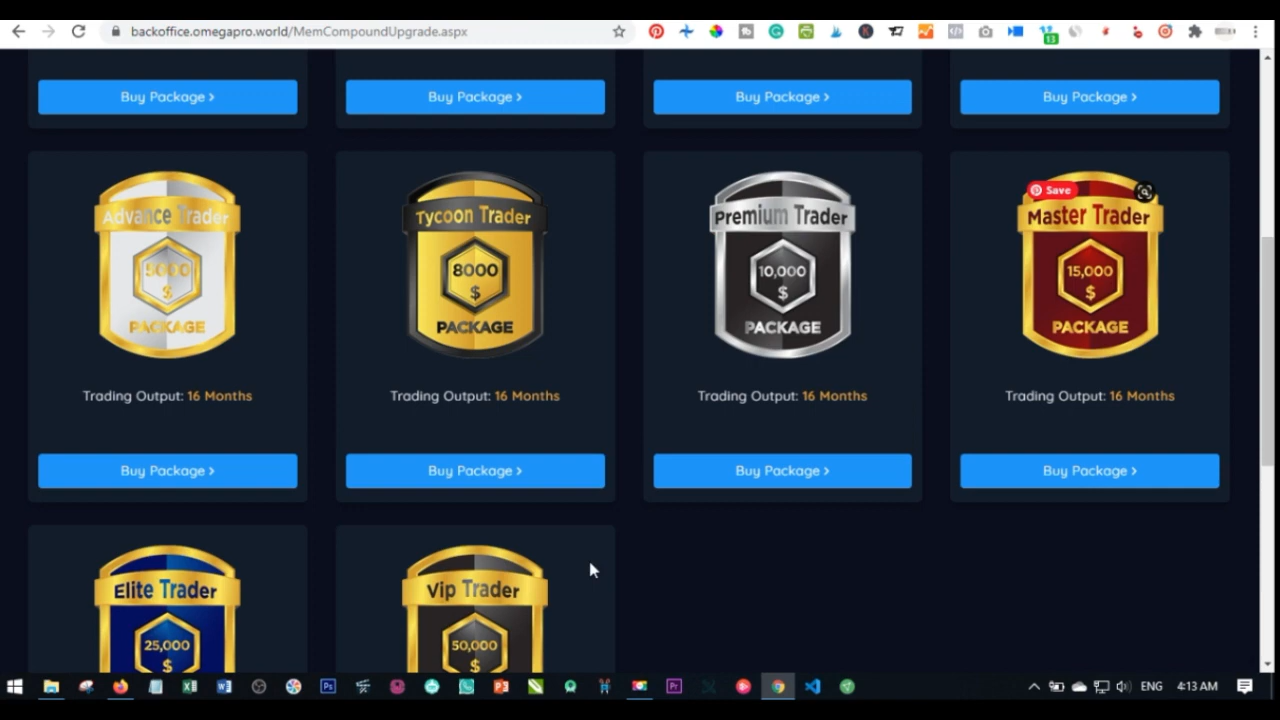 backoffice.omegapro.world/MemCompoundUpgrade.aspx
13
Buy Package >
Buy Package >
Buy Package >
Buy Package >
Advance Trader
5000
$
PACKAGE
Trading Output: 16 Months
Buy Package >
Tycoon Trader
8000
$
PACKAGE
Trading Output: 16 Months
Buy Package >
Premium Trader
10,000
$
PACKAGE
Trading Output: 16 Months
Buy Package >
Save
Master Trader
15,000
$
PACKAGE
Trading Output: 16 Months
Buy Package >
Elite Trader
25,000
$
Vip Trader
50,000
$
Ps
Pr
ENG
4:13 AM